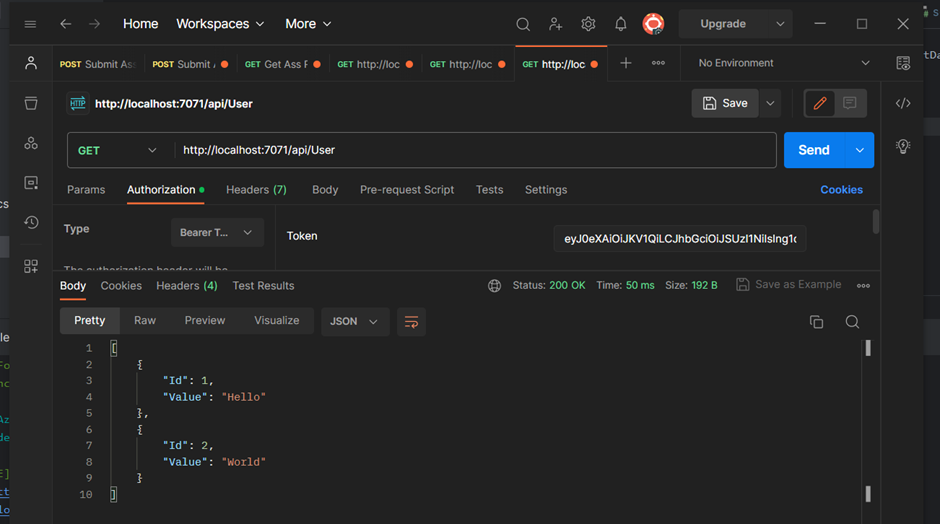 Home Workspaces More Upgrade
POST Submit As POST Submit GET Get Ass F GET http://loc GET http://loc GET http://loc No Environment
HTTP http://localhost:7071/api/User Save
GET http://localhost:7071/api/User Send
Params Authorization Headers (7) Body Pre-request Script Tests Settings Cookies
Type Bearer T... Token
The authorization header will be
Body Cookies Headers (4) Test Results Status: 200 OK Time: 50 ms Size: 192 B Save as Example
Pretty Raw Preview Visualize JSON
1 [
2 {
3 "Id": 1,
4 "Value": "Hello"
5 },
6 {
7 "Id": 2,
8 "Value": "World"
9 }
10 ]